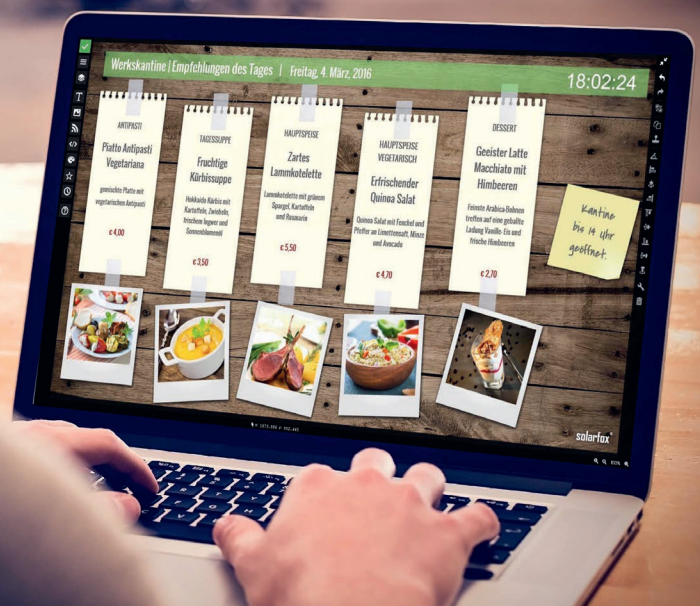 Werkskantine | Empfehlungen des Tages | Freitag, 4. März, 2016
18:02:24
ANTIPASTI
Piatto Antipasti
Vegetariana
gemischte Platte mit
vegetarischen Antipasti
€ 4,00
TAGESSUPPE
Fruchtige
Kürbissuppe
Hokkaido Kürbis mit
Kartoffeln, Zwiebeln,
frischem Ingwer und
Sonnenblumenöl
€ 3,50
HAUPTSPEISE
Zartes
Lammkotelette
Lammkotelette mit grünem
Spargel, Kartoffeln
und Rosmarin
€ 5,50
HAUPTSPEISE
VEGETARISCH
Erfrischender
Quinoa Salat
Quinoa Salat mit Fenchel und
Pfeffer an Limettensaft, Minze
und Avocado
€ 4,70
DESSERT
Geeister Latte
Macchiato mit
Himbeeren
Feinste Arabica-Bohnen
treffen auf eine geballte
Ladung Vanille-Eis und
frische Himbeeren
€ 2,70
Kantine
bis 14 Uhr
geöffnet.
solarfox